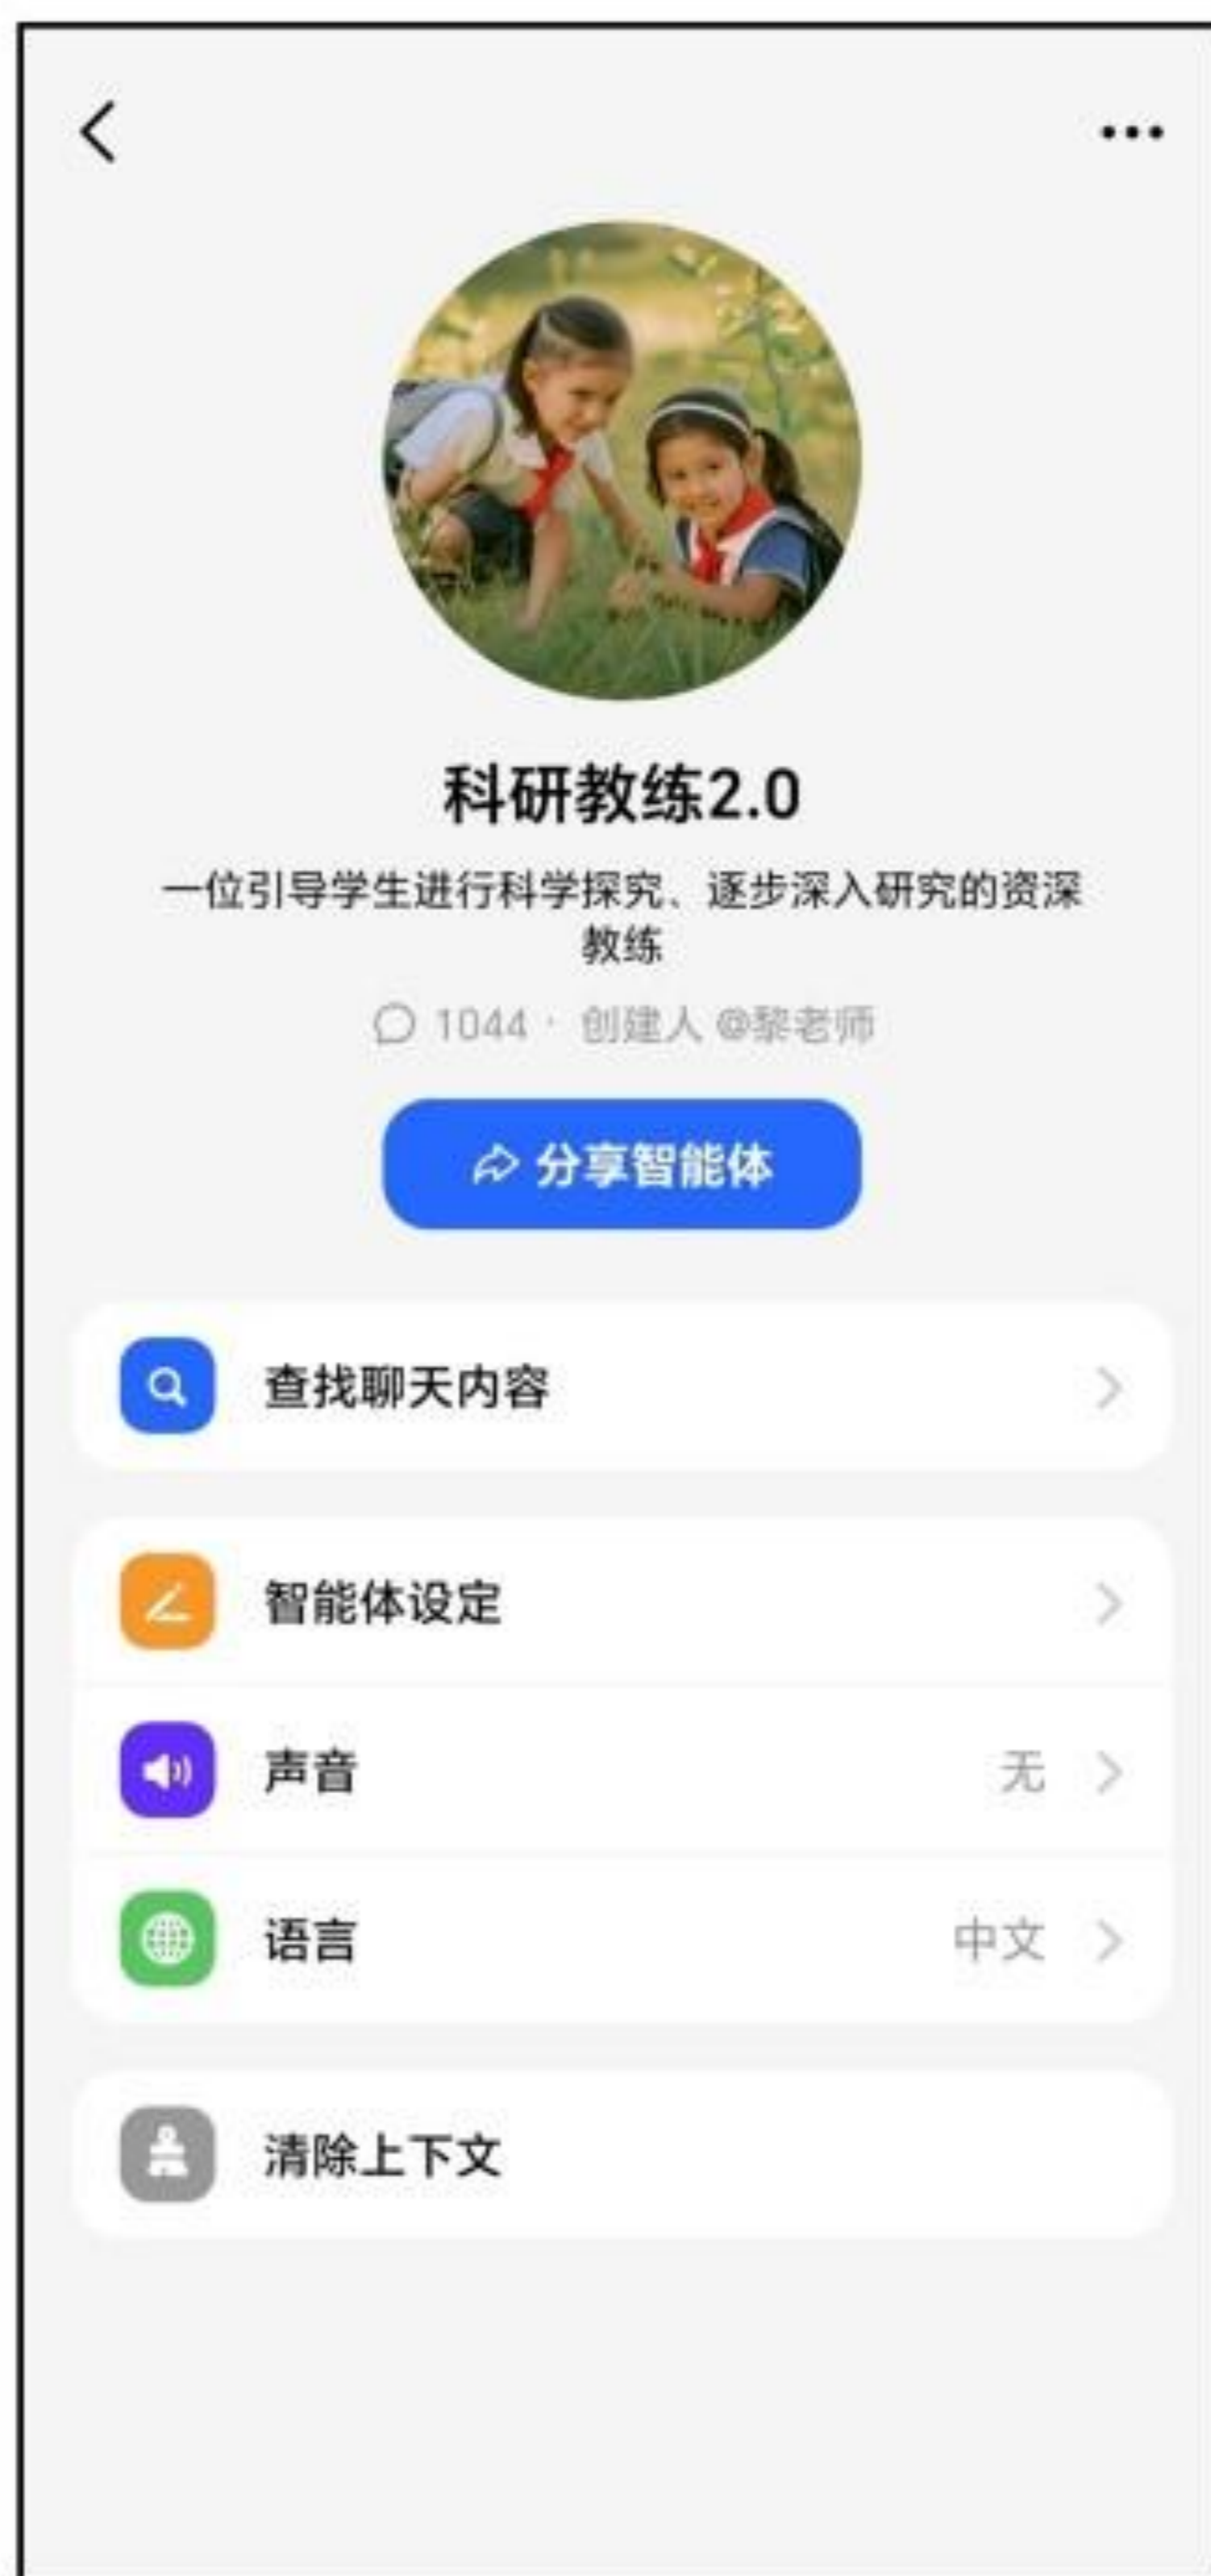 科研教练2.0
一位引导学生进行科学探究、逐步深入研究的资深
教练
1044 · 创建人 @黎老师
分享智能体
查找聊天内容
智能体设定
声音 无
语言 中文
清除上下文